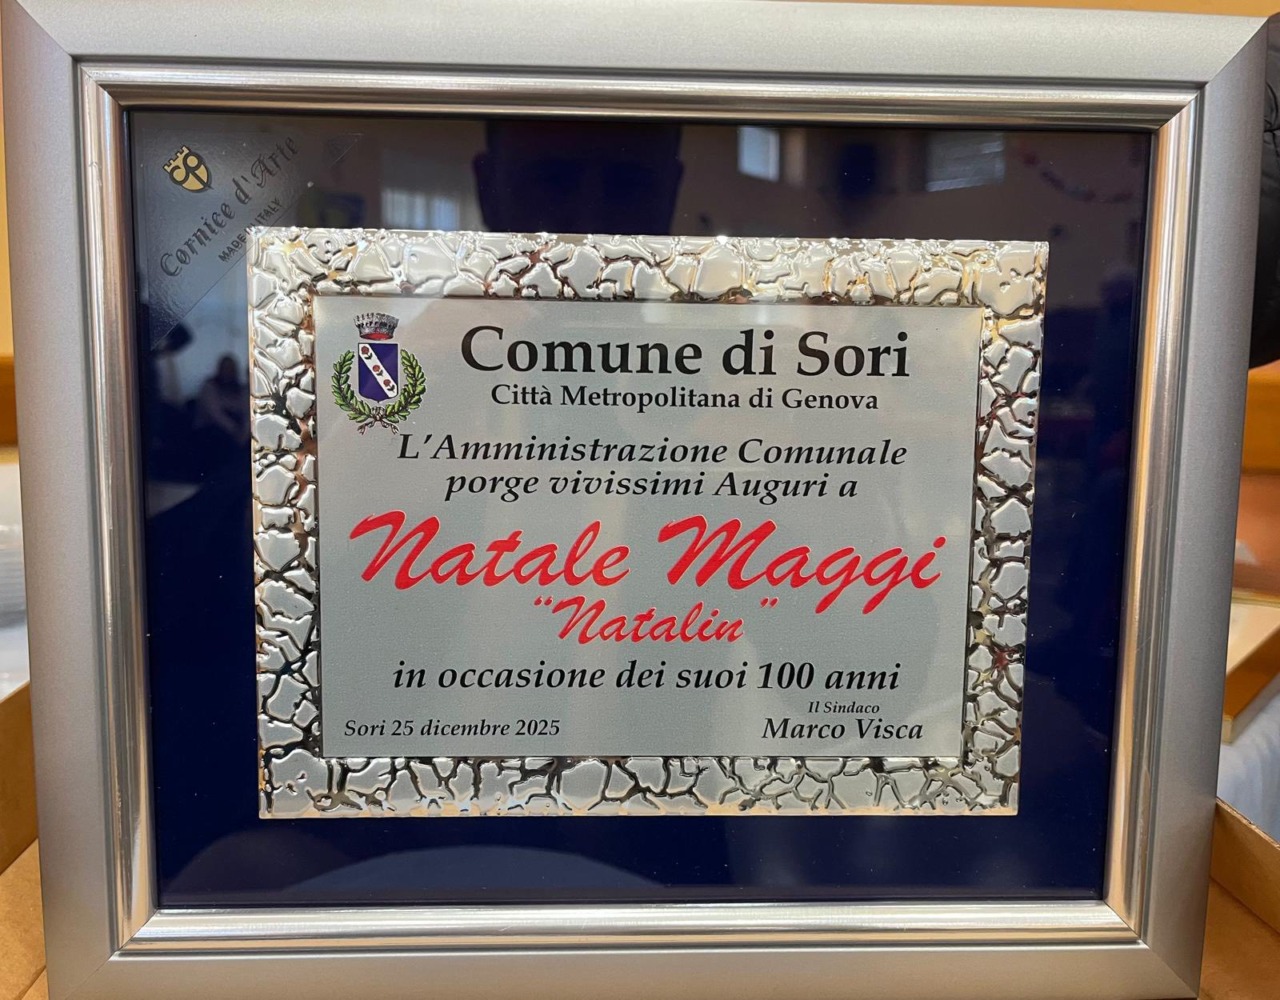 Cornice d'Arte
MADE IN ITALY
Comune di Sori
Città Metropolitana di Genova
L'Amministrazione Comunale
porge vivissimi Auguri a
Natale Maggi
"Natalin"
in occasione dei suoi 100 anni
Il Sindaco
Sori 25 dicembre 2025
Marco Visca